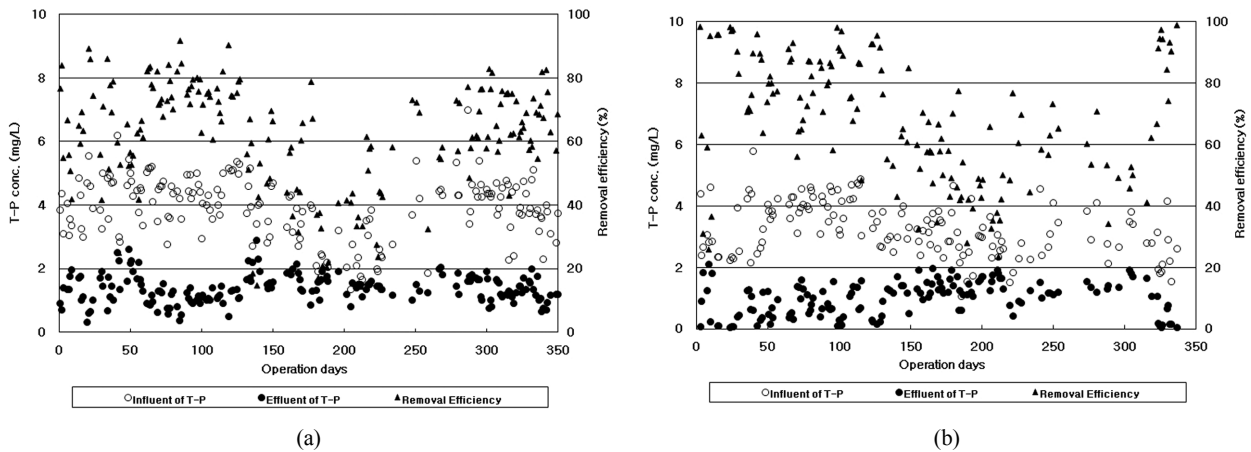 10
8
6
4
2
0
T-P conc. (mg/L)
100
80
60
40
20
0
Removal efficiency (%)
0 50 100 150 200 250 300 350
Operation days
Influent of T-P Effluent of T-P Removal Efficiency
(a)
10
8
6
4
2
0
T-P conc. (mg/L)
100
80
60
40
20
0
Removal efficiency (%)
0 50 100 150 200 250 300 350
Operation days
Influent of T-P Effluent of T-P Removal Efficiency
(b)